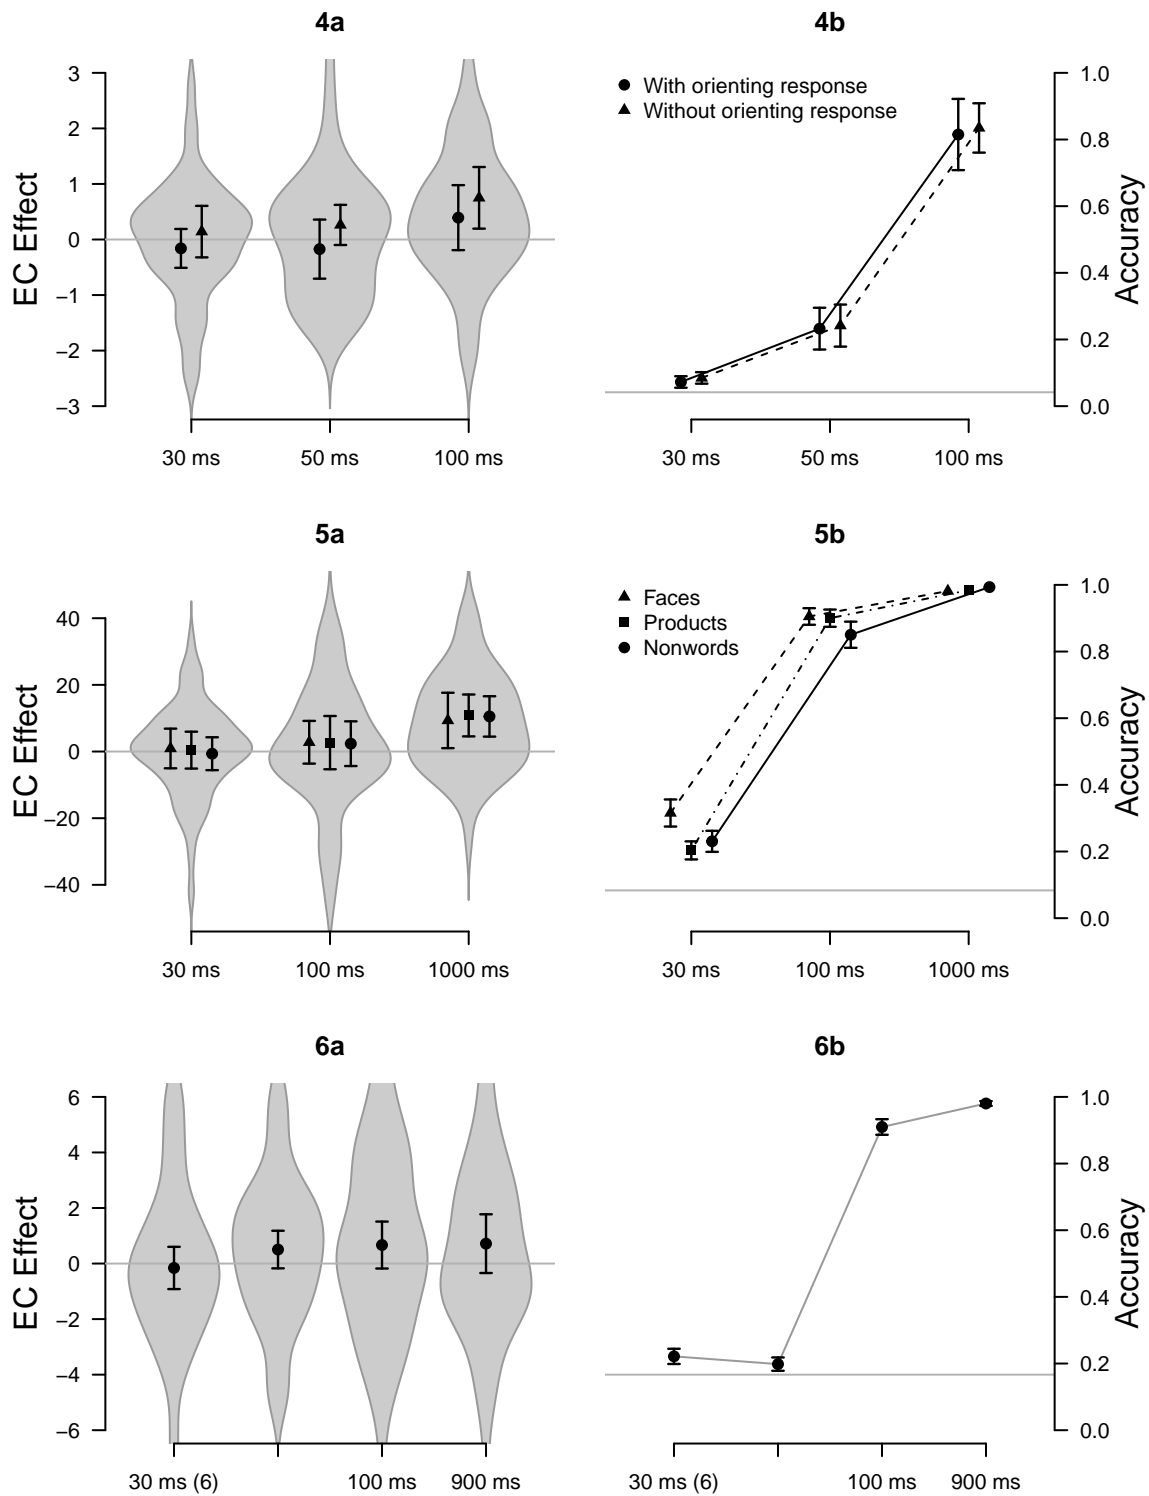 4a
4b
EC Effect
3
2
1
0
−1
−2
−3
30 ms
50 ms
100 ms
With orienting response
Without orienting response
1.0
0.8
0.6
0.4
0.2
0.0
Accuracy
30 ms
50 ms
100 ms
5a
5b
EC Effect
40
20
0
−20
−40
30 ms
100 ms
1000 ms
Faces
Products
Nonwords
1.0
0.8
0.6
0.4
0.2
0.0
Accuracy
30 ms
100 ms
1000 ms
6a
6b
EC Effect
6
4
2
0
−2
−4
−6
30 ms (6)
100 ms
900 ms
1.0
0.8
0.6
0.4
0.2
0.0
Accuracy
30 ms (6)
100 ms
900 ms